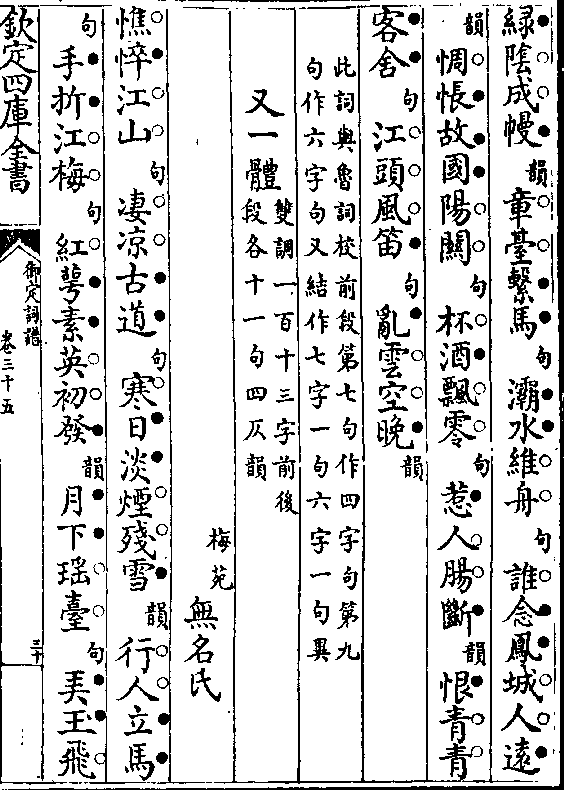 緑隂成幔韻章臺繫馬句灞水維舟句誰念鳳城人遠
韻惆悵故國陽關句杯酒飄零句惹人腸斷韻恨青青
客舍句江頭風笛句亂雲空晚韻
此詞與魯詞校前段第七句作四字句第九
句作六字句又結作七字一句六字一句異
又一體雙調一百十三字前後
段各十一句四仄韻
梅苑無名氏
憔悴江山句凄凉古道句寒日淡煙殘雪韻行人立馬
句手折江梅句紅萼素英初發韻月下瑶臺句弄玉飛
欽定四庫全書
御定詞譜
卷三十五
三十